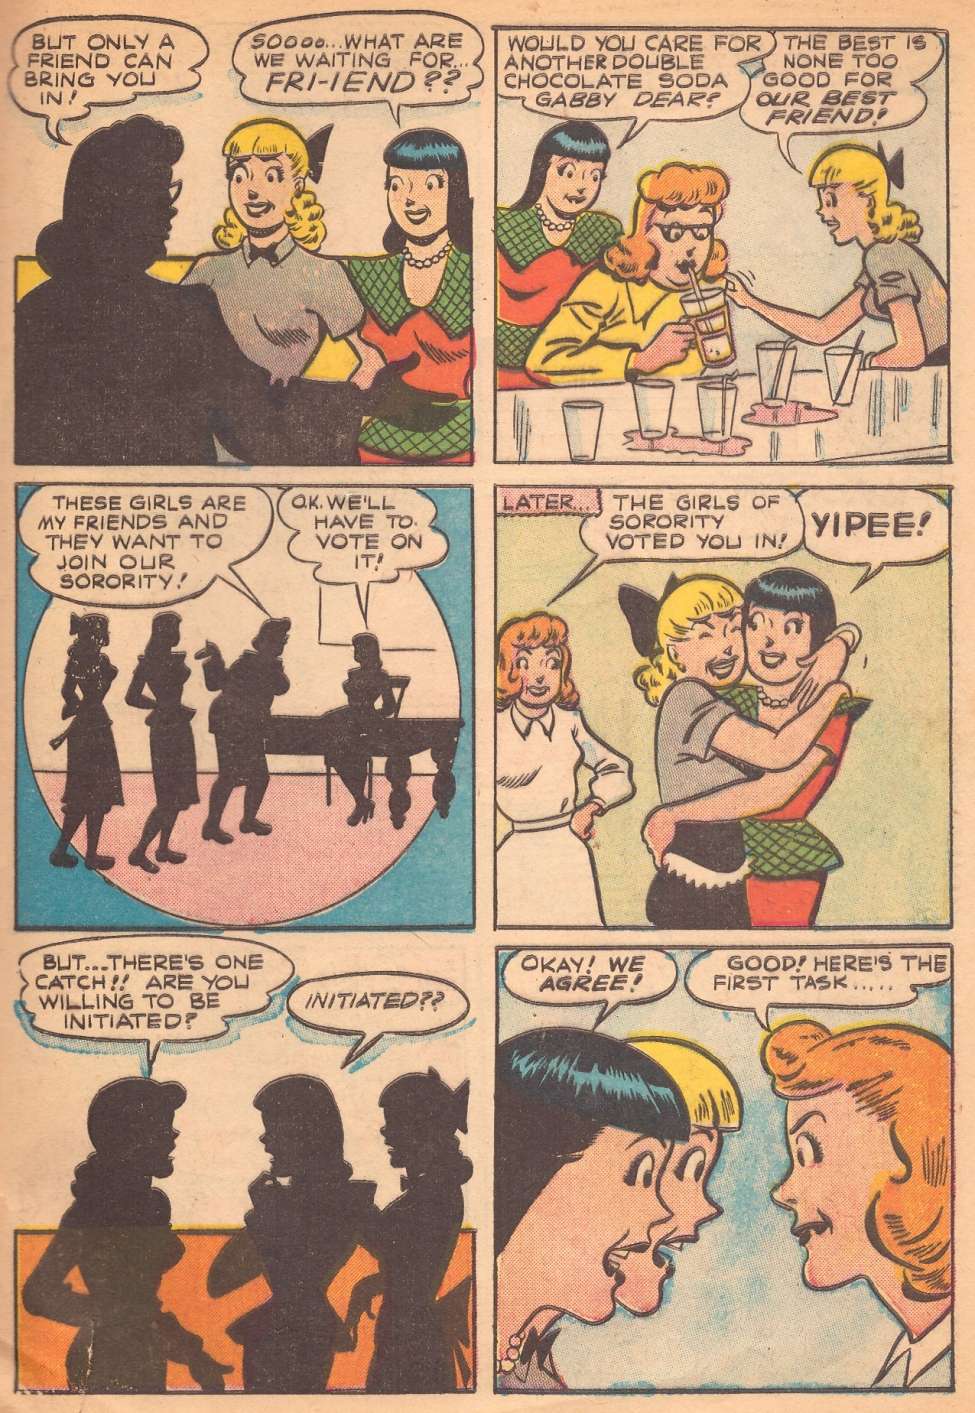 BUT ONLY A
FRIEND CAN
BRING YOU
IN!
SOOOO...WHAT ARE
WE WAITING FOR...
FRI-IEND??
WOULD YOU CARE FOR
ANOTHER DOUBLE
CHOCOLATE SODA
GABBY DEAR?
THE BEST IS
NONE TOO
GOOD FOR
OUR BEST
FRIEND!
THESE GIRLS ARE
MY FRIENDS AND
THEY WANT TO
JOIN OUR
SORORITY!
O.K. WE'LL
HAVE TO
VOTE ON
IT!
LATER...
THE GIRLS OF
SORORITY
VOTED YOU IN!
YIPEE!
BUT...THERE'S ONE
CATCH!! ARE YOU
WILLING TO BE
INITIATED?
INITIATED??
OKAY! WE
AGREE!
GOOD! HERE'S THE
FIRST TASK.....